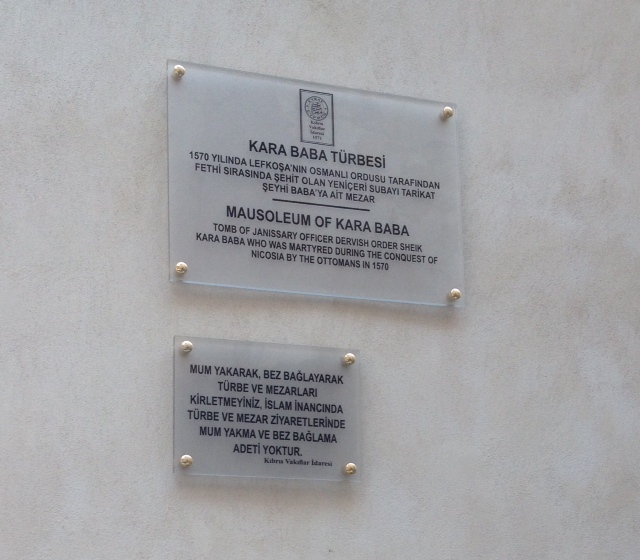 Kıbrıs
Vakıflar
İdaresi
1571
KARA BABA TÜRBESİ
1570 YILINDA LEFKOŞA'NIN OSMANLI ORDUSU TARAFINDAN
FETHİ SIRASINDA ŞEHİT OLAN YENİÇERİ SUBAYI TARİKAT
ŞEYHİ BABA'YA AİT MEZAR
MAUSOLEUM OF KARA BABA
TOMB OF JANISSARY OFFICER DERVISH ORDER SHEIK
KARA BABA WHO WAS MARTYRED DURING THE CONQUEST OF
NICOSIA BY THE OTTOMANS IN 1570
MUM YAKARAK, BEZ BAĞLAYARAK
TÜRBE VE MEZARLARI
KİRLETMEYİNİZ, İSLAM İNANCINDA
TÜRBE VE MEZAR ZİYARETLERİNDE
MUM YAKMA VE BEZ BAĞLAMA
ADETİ YOKTUR.
Kıbrıs Vakıflar İdaresi